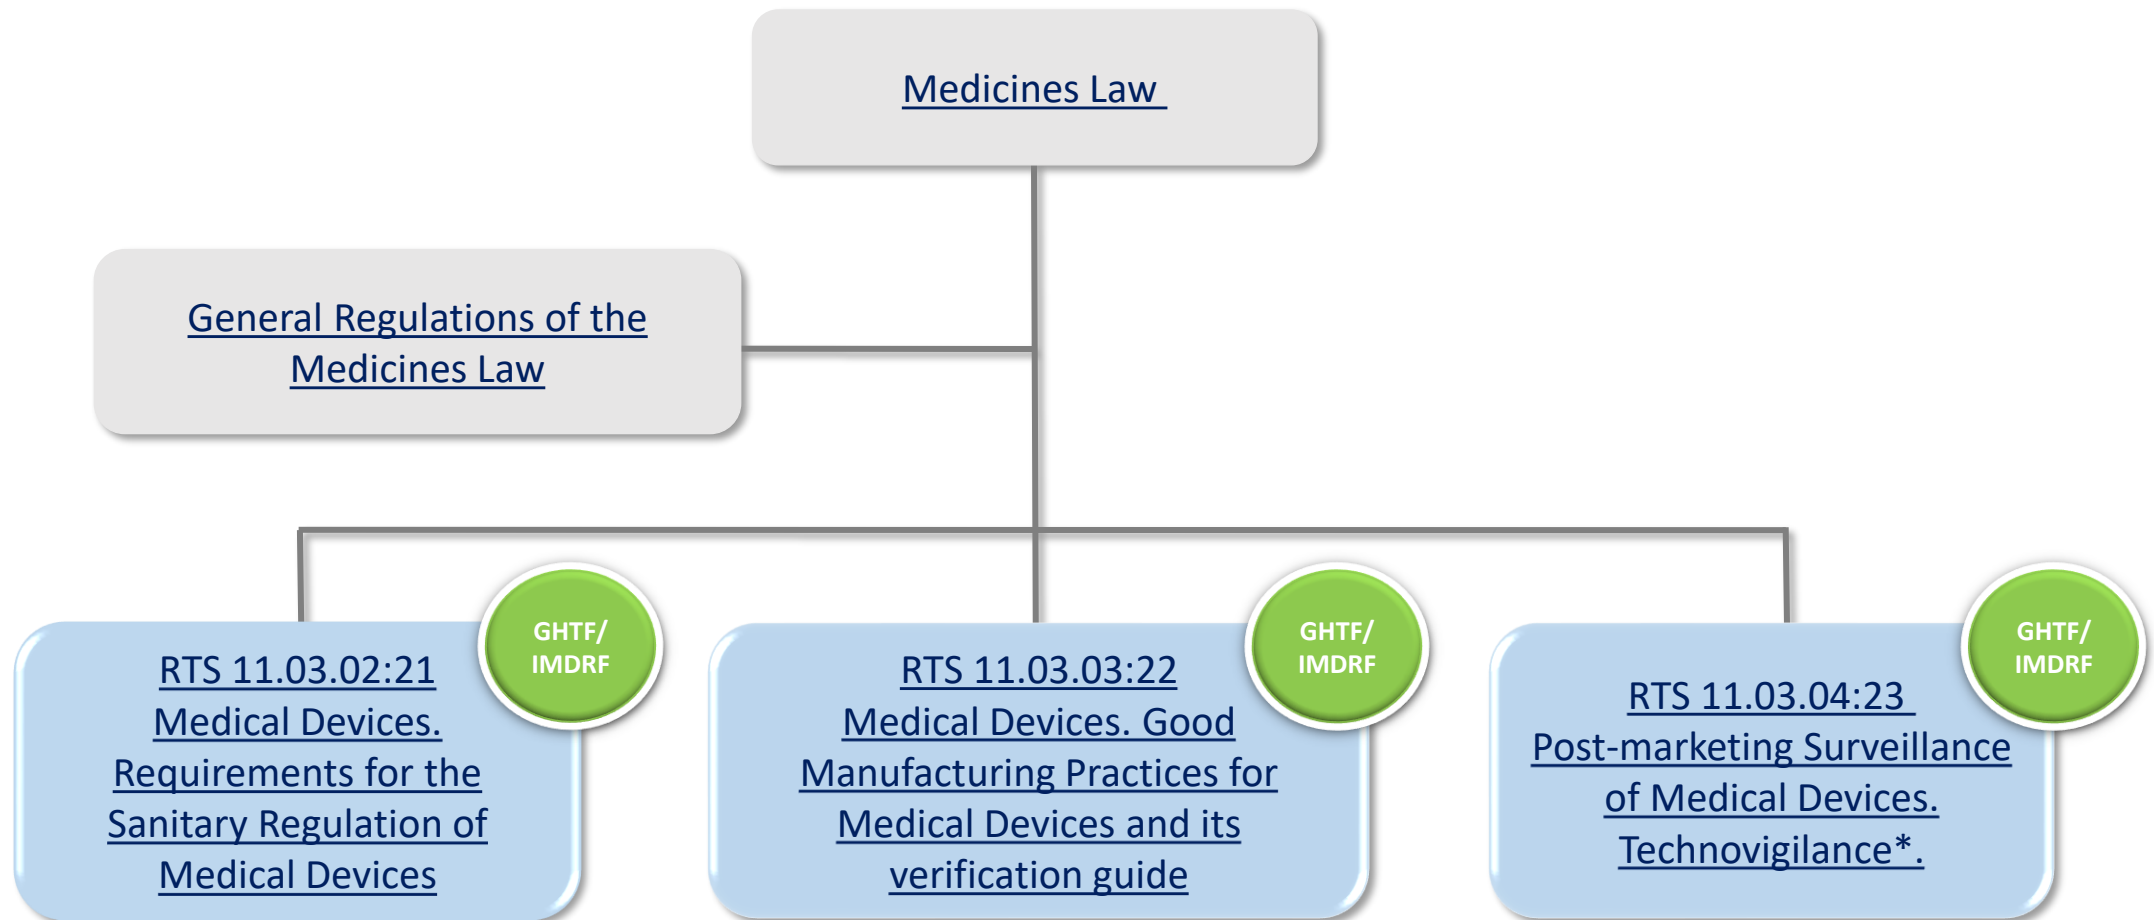 Medicines Law
General Regulations of the
Medicines Law
GHTF/
IMDRF
RTS 11.03.02:21
Medical Devices.
Requirements for the
Sanitary Regulation of
Medical Devices
GHTF/
IMDRF
RTS 11.03.03:22
Medical Devices. Good
Manufacturing Practices for
Medical Devices and its
verification guide
GHTF/
IMDRF
RTS 11.03.04:23
Post-marketing Surveillance
of Medical Devices.
Technovigilance*.